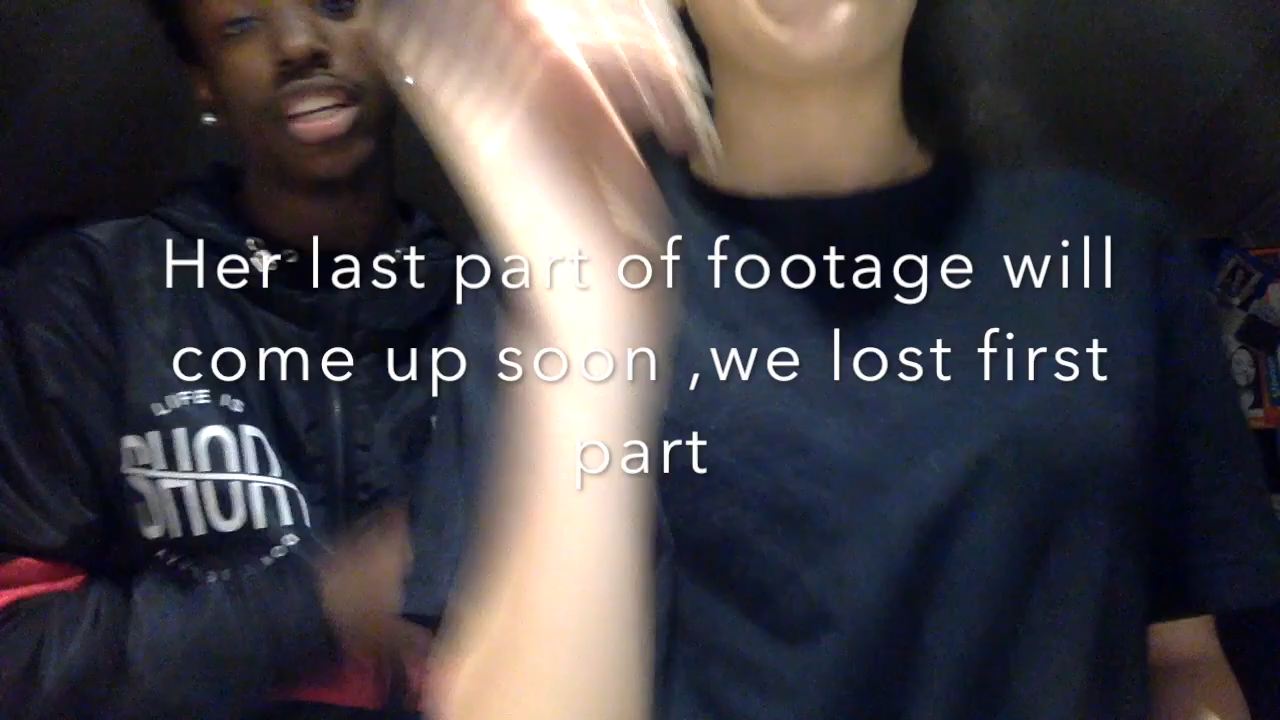 Her last part of footage will
come up soon ,we lost first
part
LIFE IS
SHORT